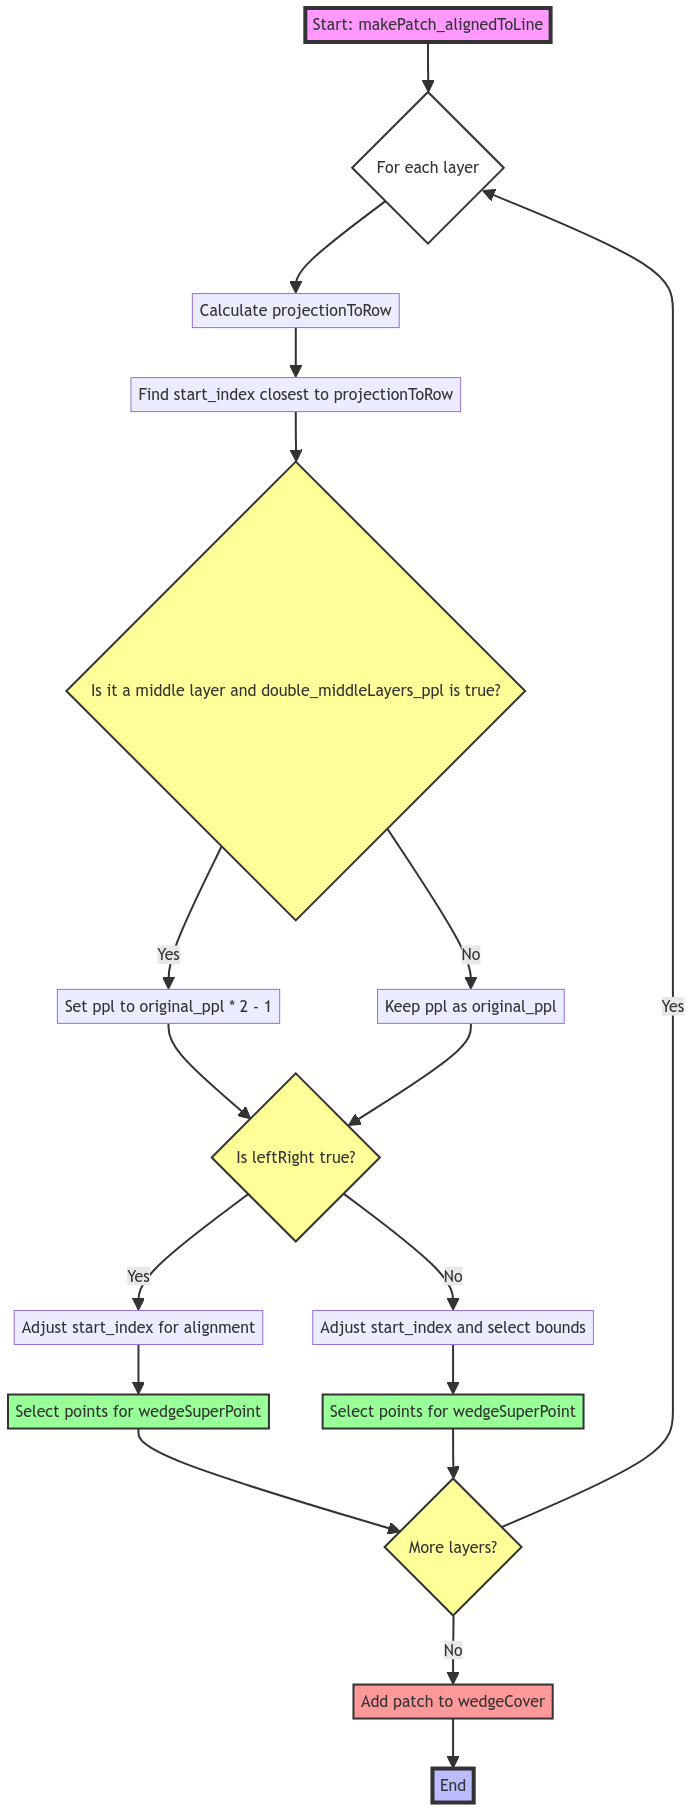 Start: makePatch_alignedToLine
For each layer
Calculate projectionToRow
Find start_index closest to projectionToRow
Is it a middle layer and double_middleLayers_ppl is true?
Yes
No
Set ppl to original_ppl * 2 - 1
Keep ppl as original_ppl
Yes
Is leftRight true?
Yes
No
Adjust start_index for alignment
Adjust start_index and select bounds
Select points for wedgeSuperPoint
Select points for wedgeSuperPoint
More layers?
No
Add patch to wedgeCover
End